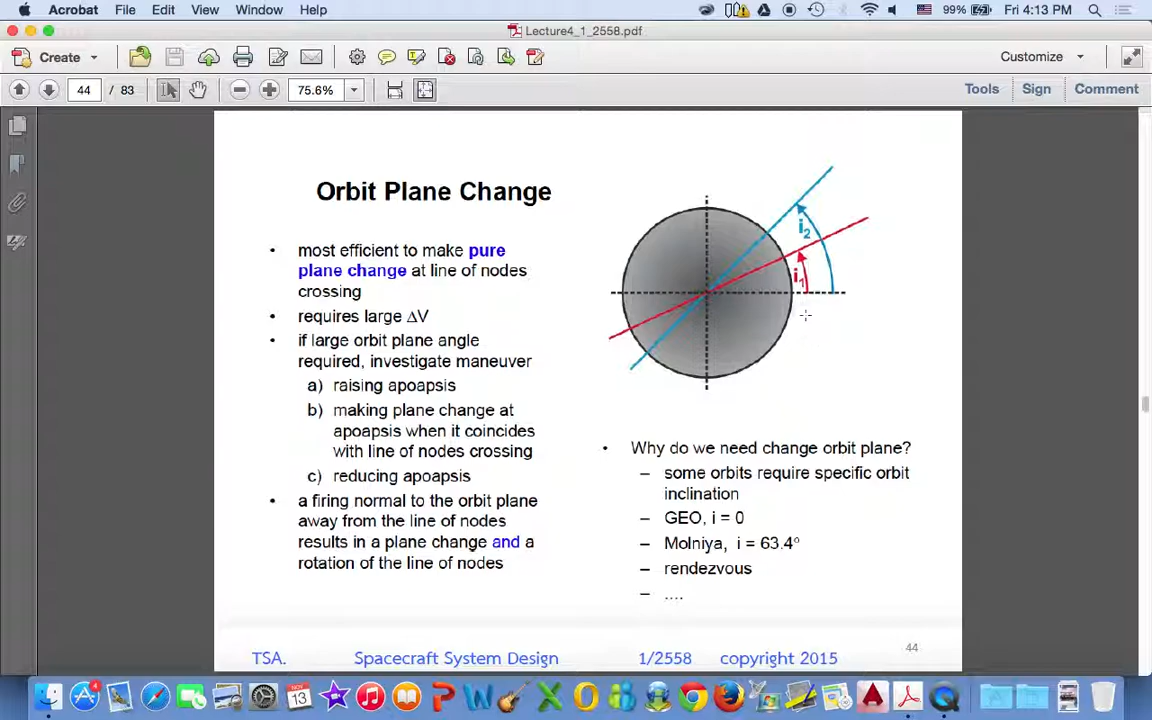 Acrobat File Edit View Window Help
99% Fri 4:13 PM
Lecture4_1_2558.pdf
Create
Customize
44 / 83
75.6%
Tools Sign Comment
Orbit Plane Change
• most efficient to make pure
plane change at line of nodes
crossing
• requires large ΔV
• if large orbit plane angle
required, investigate maneuver
a) raising apoapsis
b) making plane change at
apoapsis when it coincides
with line of nodes crossing
c) reducing apoapsis
• a firing normal to the orbit plane
away from the line of nodes
results in a plane change and a
rotation of the line of nodes
i2
i1
• Why do we need change orbit plane?
– some orbits require specific orbit
inclination
– GEO, i = 0
– Molniya, i = 63.4º
– rendezvous
– ....
44
TSA. Spacecraft System Design 1/2558 copyright 2015
4
NOV
13